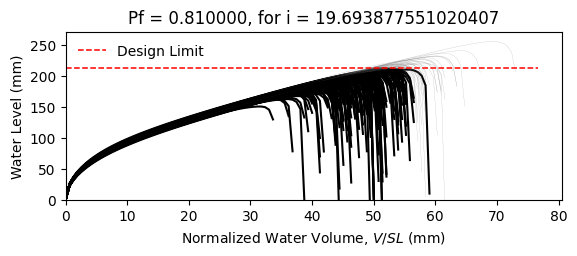 Pf = 0.810000, for i = 19.693877551020407
Design Limit
Water Level (mm)
250
200
150
100
50
0
0 10 20 30 40 50 60 70 80
Normalized Water Volume, V/SL (mm)